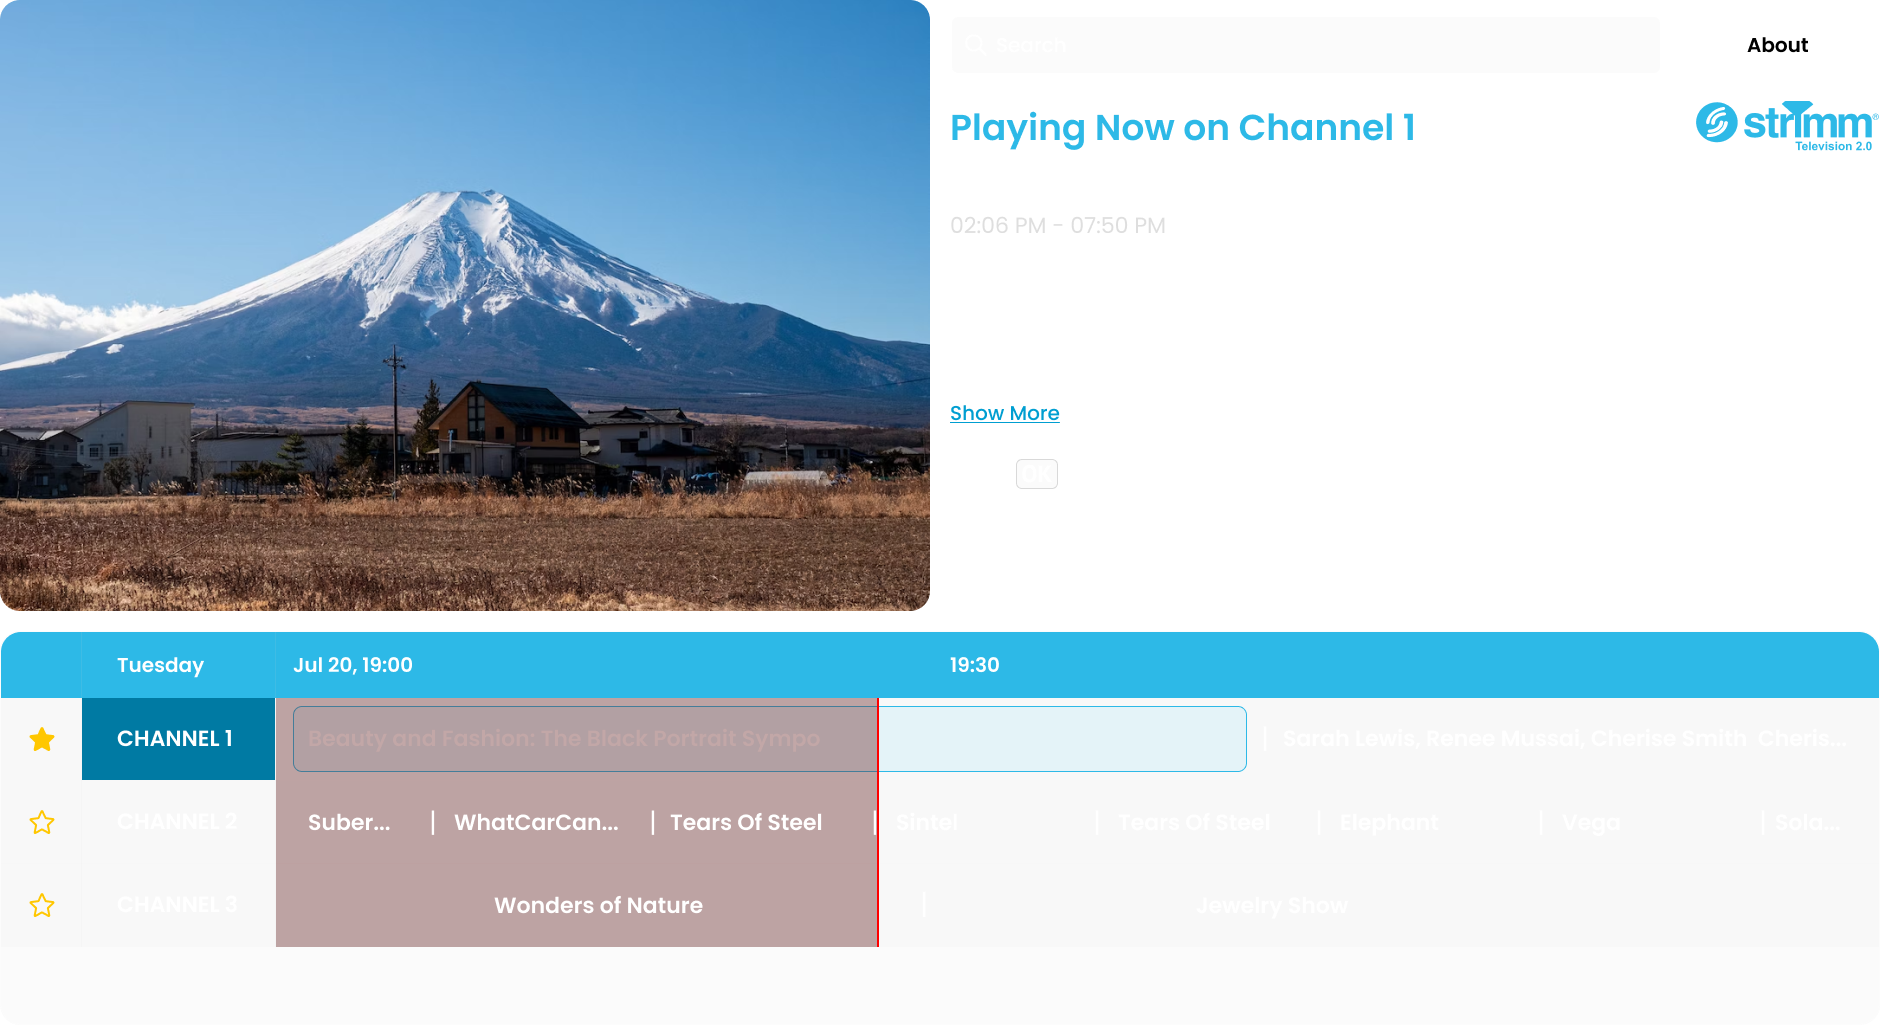 Search
About
Playing Now on Channel 1
strimm®
Television 2.0
02:06 PM - 07:50 PM
Show More
OK
Tuesday
Jul 20, 19:00
19:30
CHANNEL 1
Beauty and Fashion: The Black Portrait Sympo
Sarah Lewis, Renee Mussai, Cherise Smith Cheris...
CHANNEL 2
Suber...
WhatCarCan...
Tears Of Steel
Sintel
Tears Of Steel
Elephant
Vega
Sola...
CHANNEL 3
Wonders of Nature
Jewelry Show